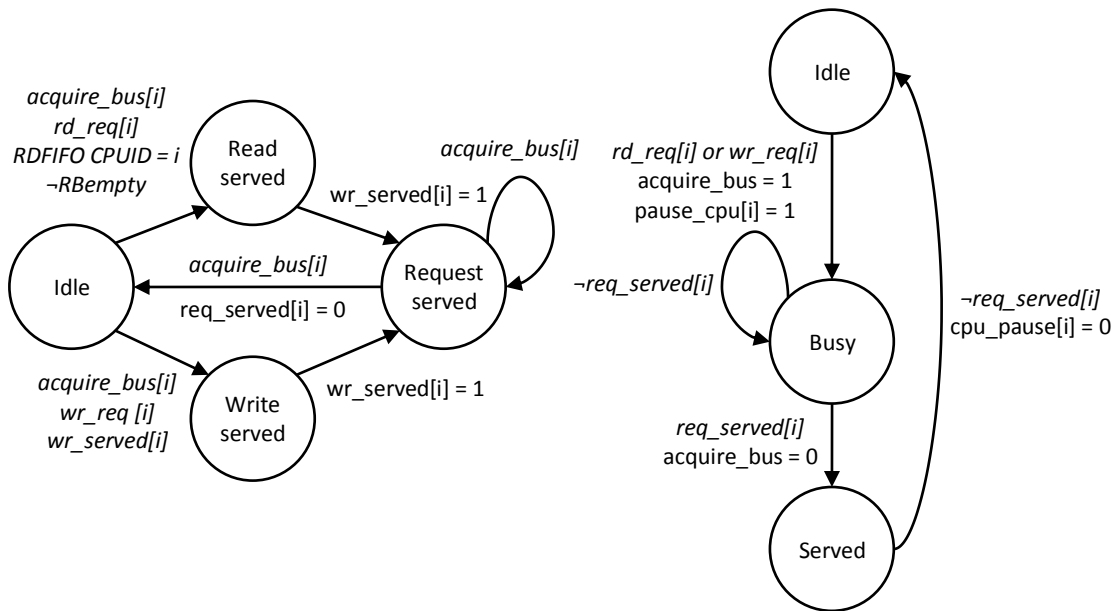 acquire_bus[i]
rd_req[i]
RDFIFO CPUID = i
¬RBempty
Read
served
wr_served[i] = 1
acquire_bus[i]
Idle
acquire_bus[i]
req_served[i] = 0
Request
served
acquire_bus[i]
wr_req [i]
wr_served[i]
Write
served
wr_served[i] = 1
Idle
rd_req[i] or wr_req[i]
acquire_bus = 1
pause_cpu[i] = 1
¬req_served[i]
Busy
¬req_served[i]
cpu_pause[i] = 0
req_served[i]
acquire_bus = 0
Served